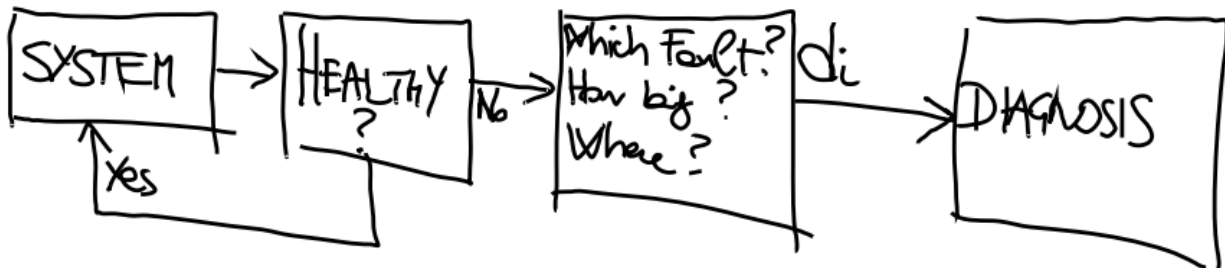 SYSTEM
HEALTHY
?
No
Yes
Which Fault?
How big?
Where?
di
DIAGNOSIS